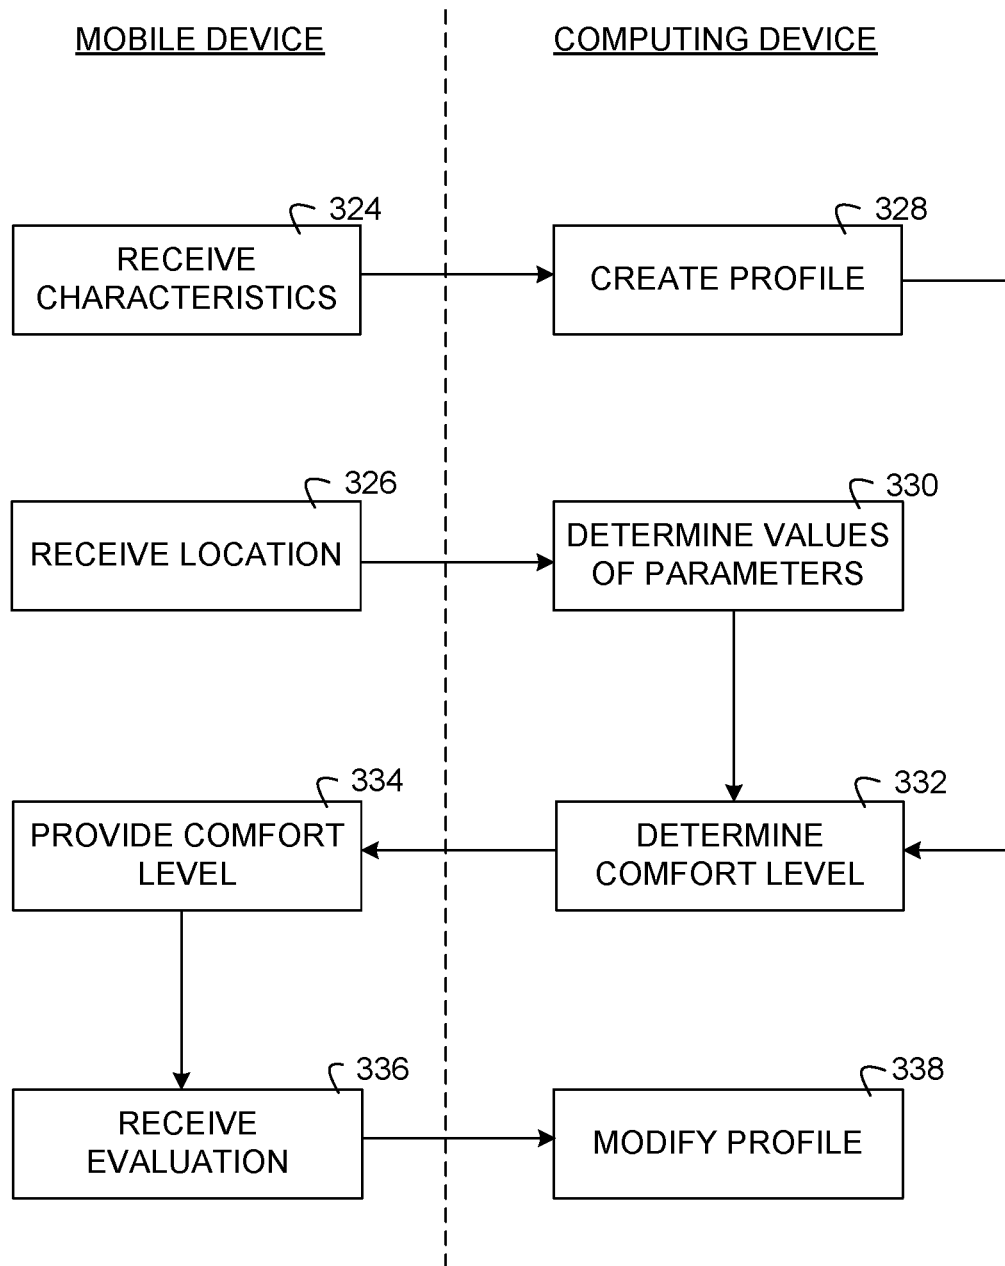 MOBILE DEVICE
COMPUTING DEVICE
324
RECEIVE
CHARACTERISTICS
328
CREATE PROFILE
326
RECEIVE LOCATION
330
DETERMINE VALUES
OF PARAMETERS
334
PROVIDE COMFORT
LEVEL
332
DETERMINE
COMFORT LEVEL
336
RECEIVE
EVALUATION
338
MODIFY PROFILE